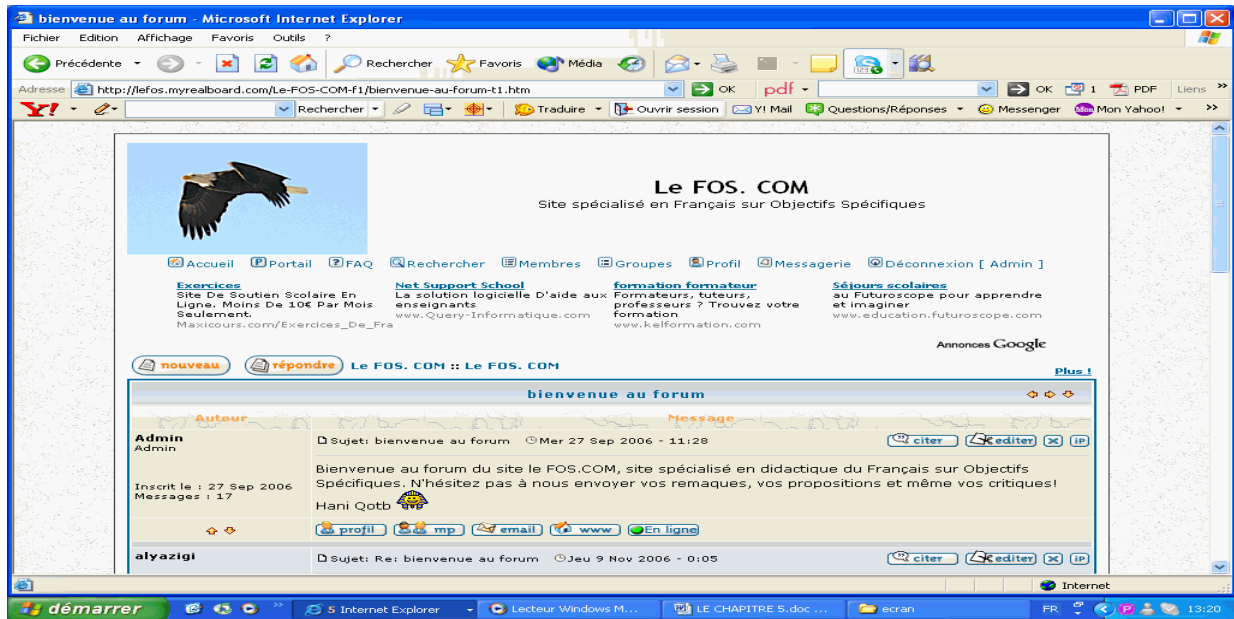 bienvenue au forum - Microsoft Internet Explorer
Fichier Edition Affichage Favoris Outils ?
Précédente Rechercher Favoris Média
Adresse http://lefos.myrealboard.com/Le-FOS-COM-f1/bienvenue-au-forum-t1.htm OK pdf OK 1 PDF Liens »
Y! Rechercher Traduire Ouvrir session Y! Mail Questions/Réponses Messenger Mon Yahoo! »
Le FOS. COM
Site spécialisé en Français sur Objectifs Spécifiques
Accueil Portail FAQ Rechercher Membres Groupes Profil Messagerie Déconnexion [ Admin ]
Exercices
Site De Soutien Scolaire En
Ligne. Moins De 10€ Par Mois
Seulement.
Maxicours.com/Exercices_De_Fra
Net Support School
La solution logicielle D'aide aux
enseignants
www.Query-Informatique.com
formation formateur
Formateurs, tuteurs,
professeurs ? Trouvez votre
formation
www.kelformation.com
Séjours scolaires
au Futuroscope pour apprendre
et imaginer
www.education.futuroscope.com
Annonces Google
nouveau répondre Le FOS. COM :: Le FOS. COM
Plus !
bienvenue au forum
Auteur Message
Admin
Admin
Inscrit le : 27 Sep 2006
Messages : 17
Sujet: bienvenue au forum Mer 27 Sep 2006 - 11:28 citer editer X iP
Bienvenue au forum du site le FOS.COM, site spécialisé en didactique du Français sur Objectifs
Spécifiques. N'hésitez pas à nous envoyer vos remaques, vos propositions et même vos critiques!
Hani Qotb
profil mp email www En ligne
alyazigi Sujet: Re: bienvenue au forum Jeu 9 Nov 2006 - 0:05 citer editer X iP
Internet
démarrer » 5 Internet Explorer Lecteur Windows M... LE CHAPITRE 5.doc ... ecran FR 13:20